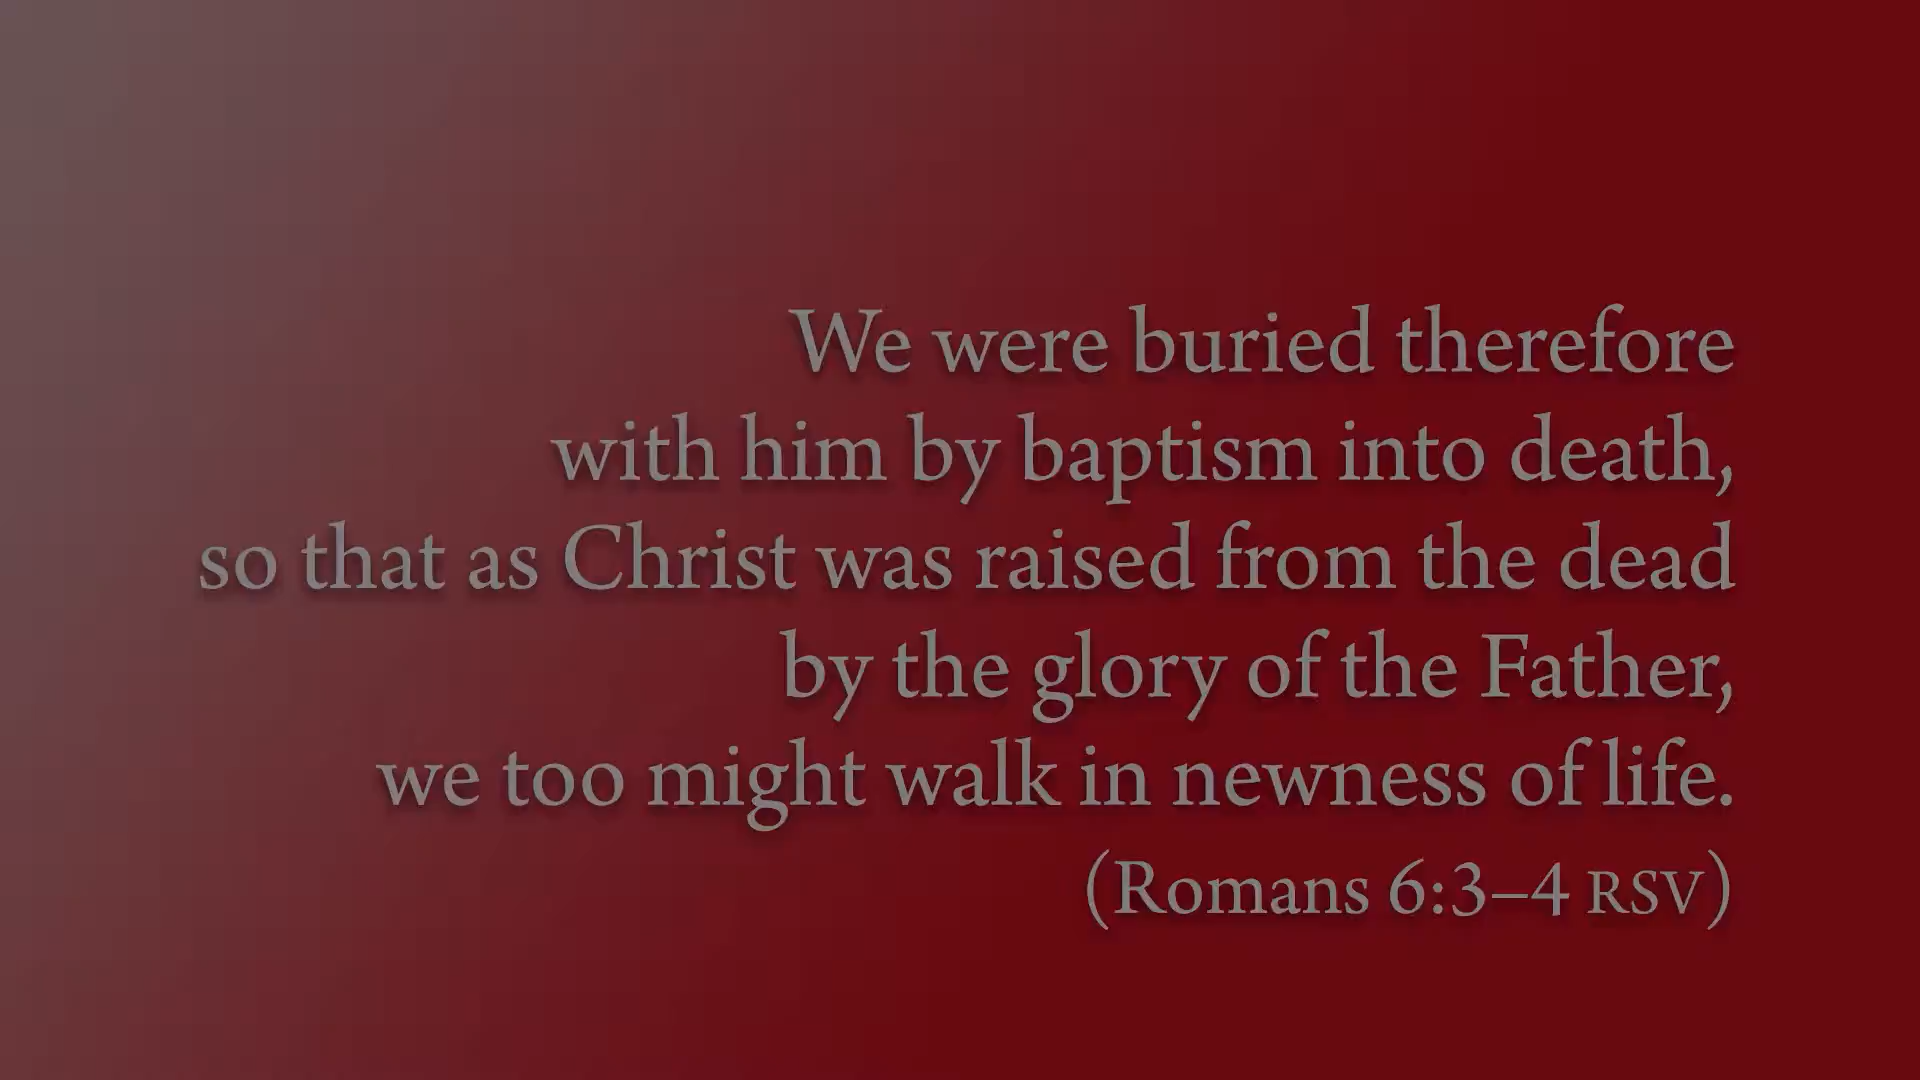 We were buried therefore
with him by baptism into death,
so that as Christ was raised from the dead
by the glory of the Father,
we too might walk in newness of life.
(Romans 6:3–4 RSV)